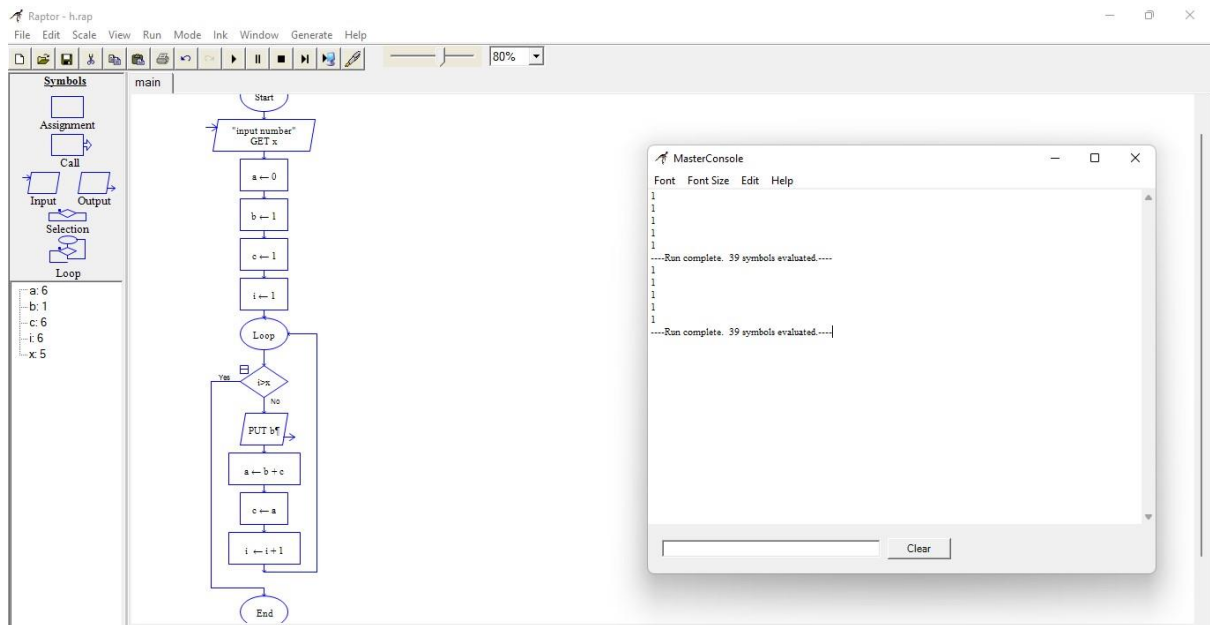 Raptor - h.rap
File Edit Scale View Run Mode Ink Window Generate Help
80%
Symbols
Assignment
Call
Input Output
Selection
Loop
a: 6
b: 1
c: 6
i: 6
x: 5
main
Start
"input number"
GET x
a ← 0
b ← 1
c ← 1
i ← 1
Loop
i>x
Yes
No
PUT b¶
a ← b + c
c ← a
i ← i + 1
End
MasterConsole
Font Font Size Edit Help
1
1
1
1
1
----Run complete. 39 symbols evaluated.----
1
1
1
1
1
----Run complete. 39 symbols evaluated.----
Clear